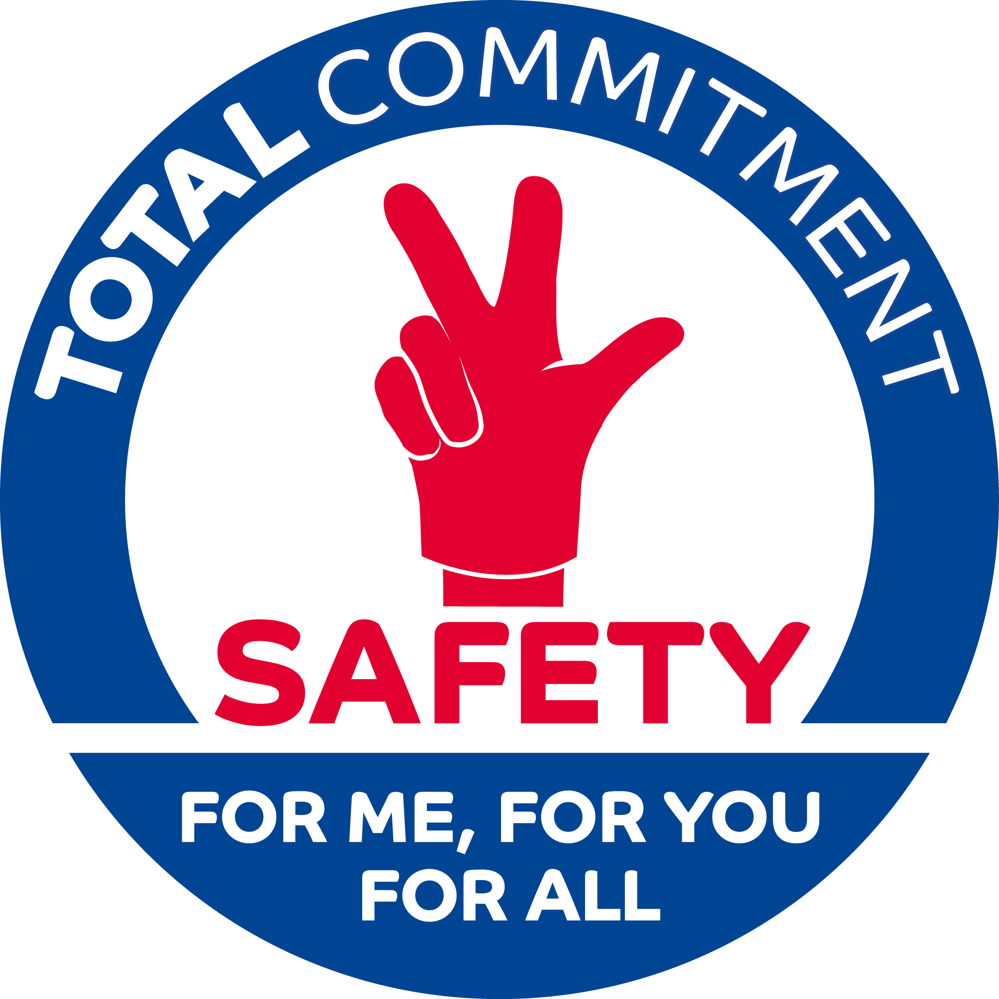 TOTAL COMMITMENT
SAFETY
FOR ME, FOR YOU
FOR ALL